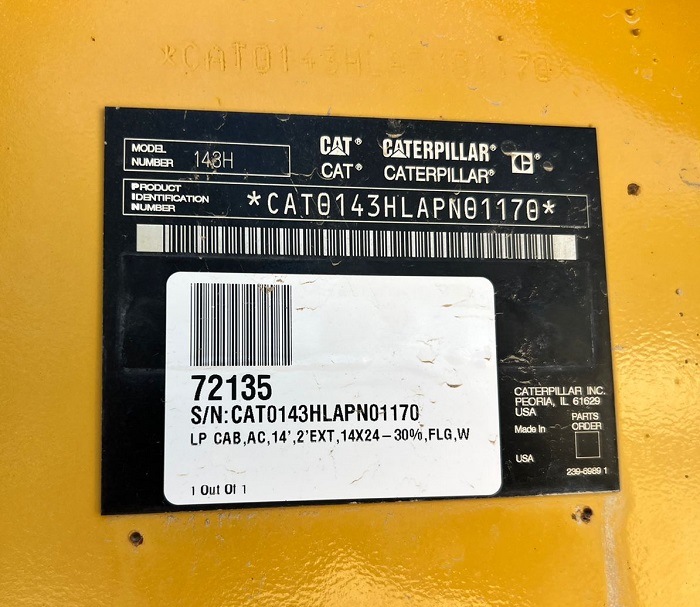 *CAT0143HLAPN01170*
MODEL NUMBER 143H
CAT® CATERPILLAR®
CAT® CATERPILLAR®
PRODUCT
IDENTIFICATION
NUMBER
*CAT0143HLAPN01170*
72135
S/N:CAT0143HLAPN01170
LP CAB,AC,14',2'EXT,14X24-30%,FLG,W
1 Out Of 1
CATERPILLAR INC.
PEORIA, IL 61629
USA
Made In
USA
PARTS
ORDER
239-8989 1